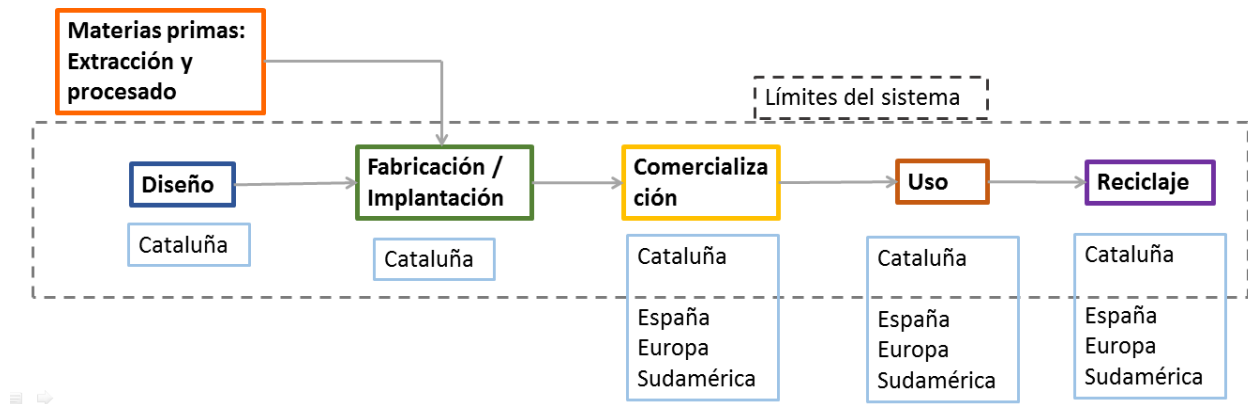 Materias primas:
Extracción y
procesado
Límites del sistema
Diseño
Fabricación /
Implantación
Comercializa
ción
Uso
Reciclaje
Cataluña
Cataluña
Cataluña
España
Europa
Sudamérica
Cataluña
España
Europa
Sudamérica
Cataluña
España
Europa
Sudamérica